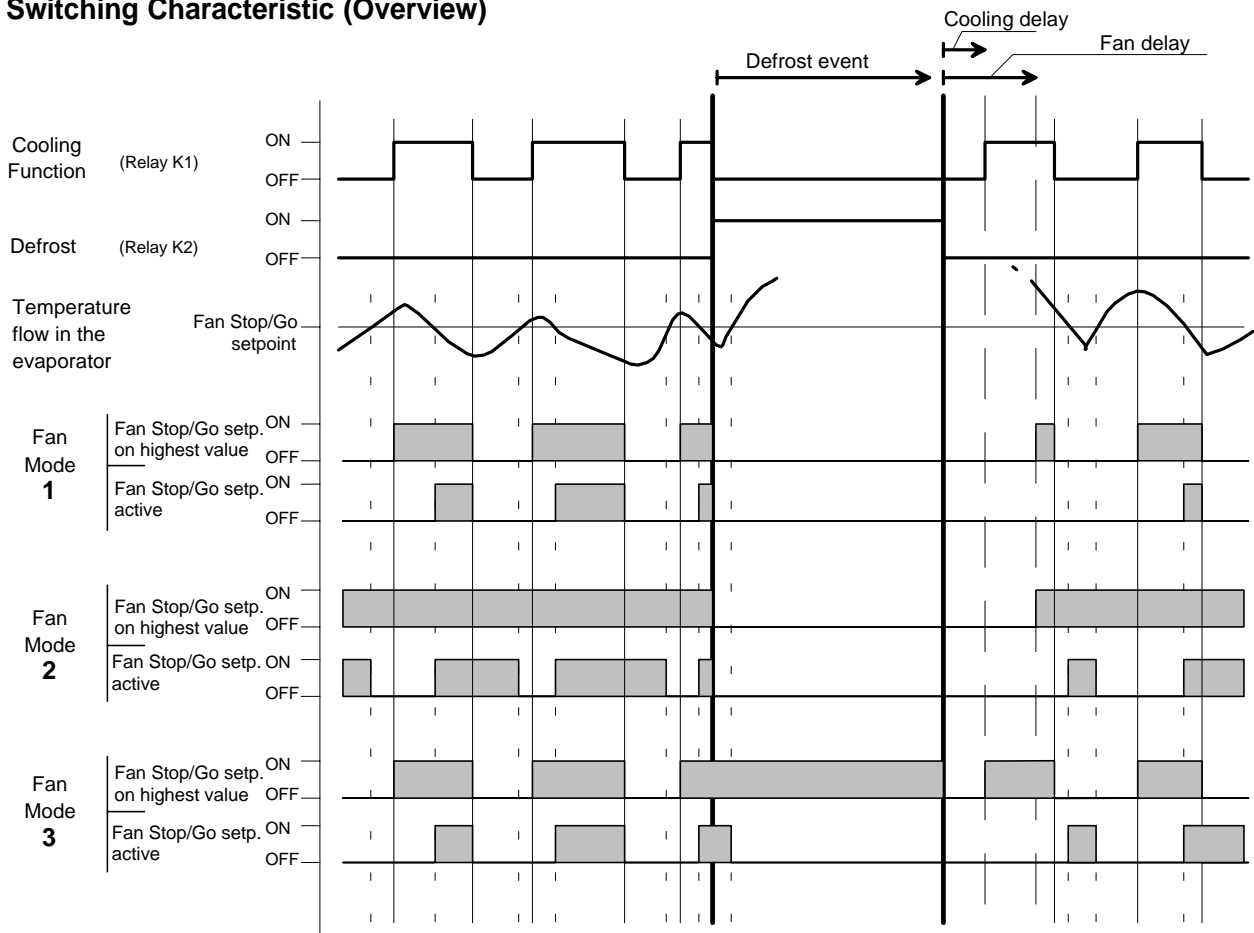 Switching Characteristic (Overview)
Cooling delay
Fan delay
Defrost event
Cooling
Function
(Relay K1)
ON
OFF
Defrost
(Relay K2)
ON
OFF
Temperature
flow in the
evaporator
Fan Stop/Go
setpoint
Fan
Mode
1
Fan Stop/Go setp.
on highest value
ON
OFF
Fan Stop/Go setp.
active
ON
OFF
Fan
Mode
2
Fan Stop/Go setp.
on highest value
ON
OFF
Fan Stop/Go setp.
active
ON
OFF
Fan
Mode
3
Fan Stop/Go setp.
on highest value
ON
OFF
Fan Stop/Go setp.
active
ON
OFF